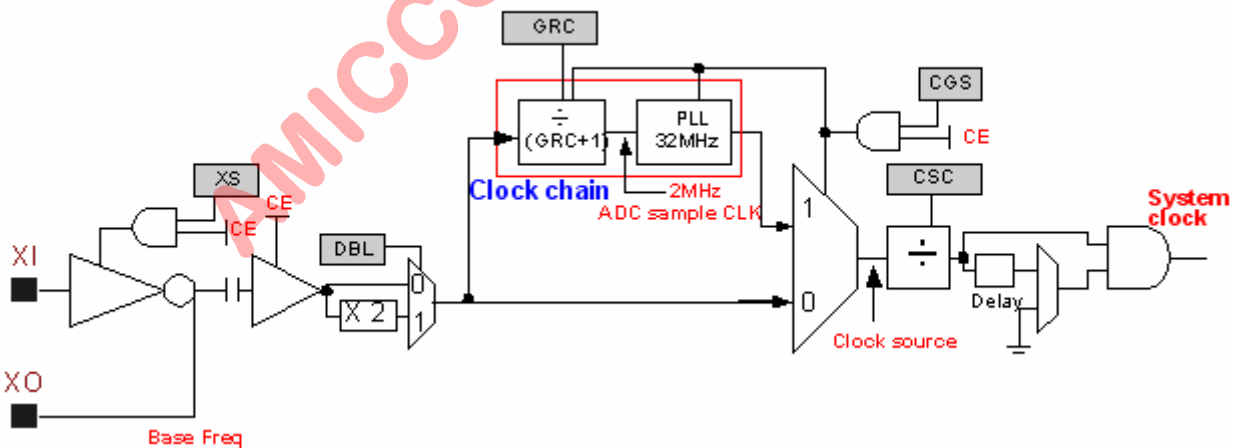 AMICCO
GRC
CGS
÷
(GRC+1)
PLL
32MHz
CE
XS
Clock chain
2MHz
ADC sample CLK
CSC
System
clock
CE
CE
XI
DBL
1
0
÷
X 2
1
0
Delay
Clock source
XO
Base Freq